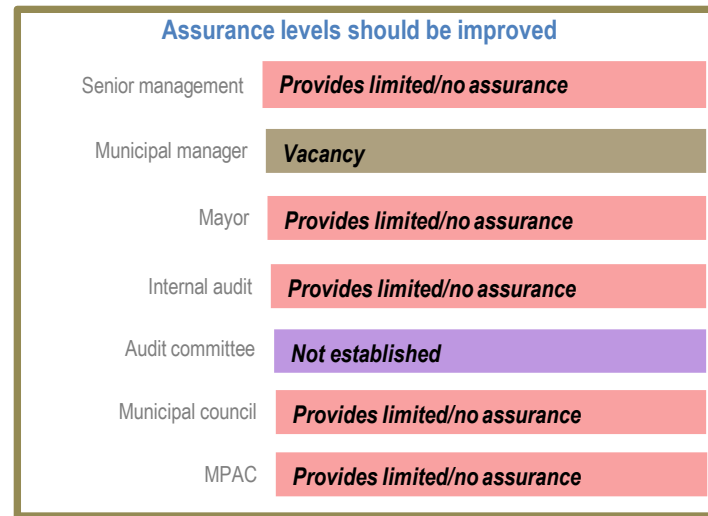 Assurance levels should be improved
Senior management Provides limited/no assurance
Municipal manager Vacancy
Mayor Provides limited/no assurance
Internal audit Provides limited/no assurance
Audit committee Not established
Municipal council Provides limited/no assurance
MPAC Provides limited/no assurance